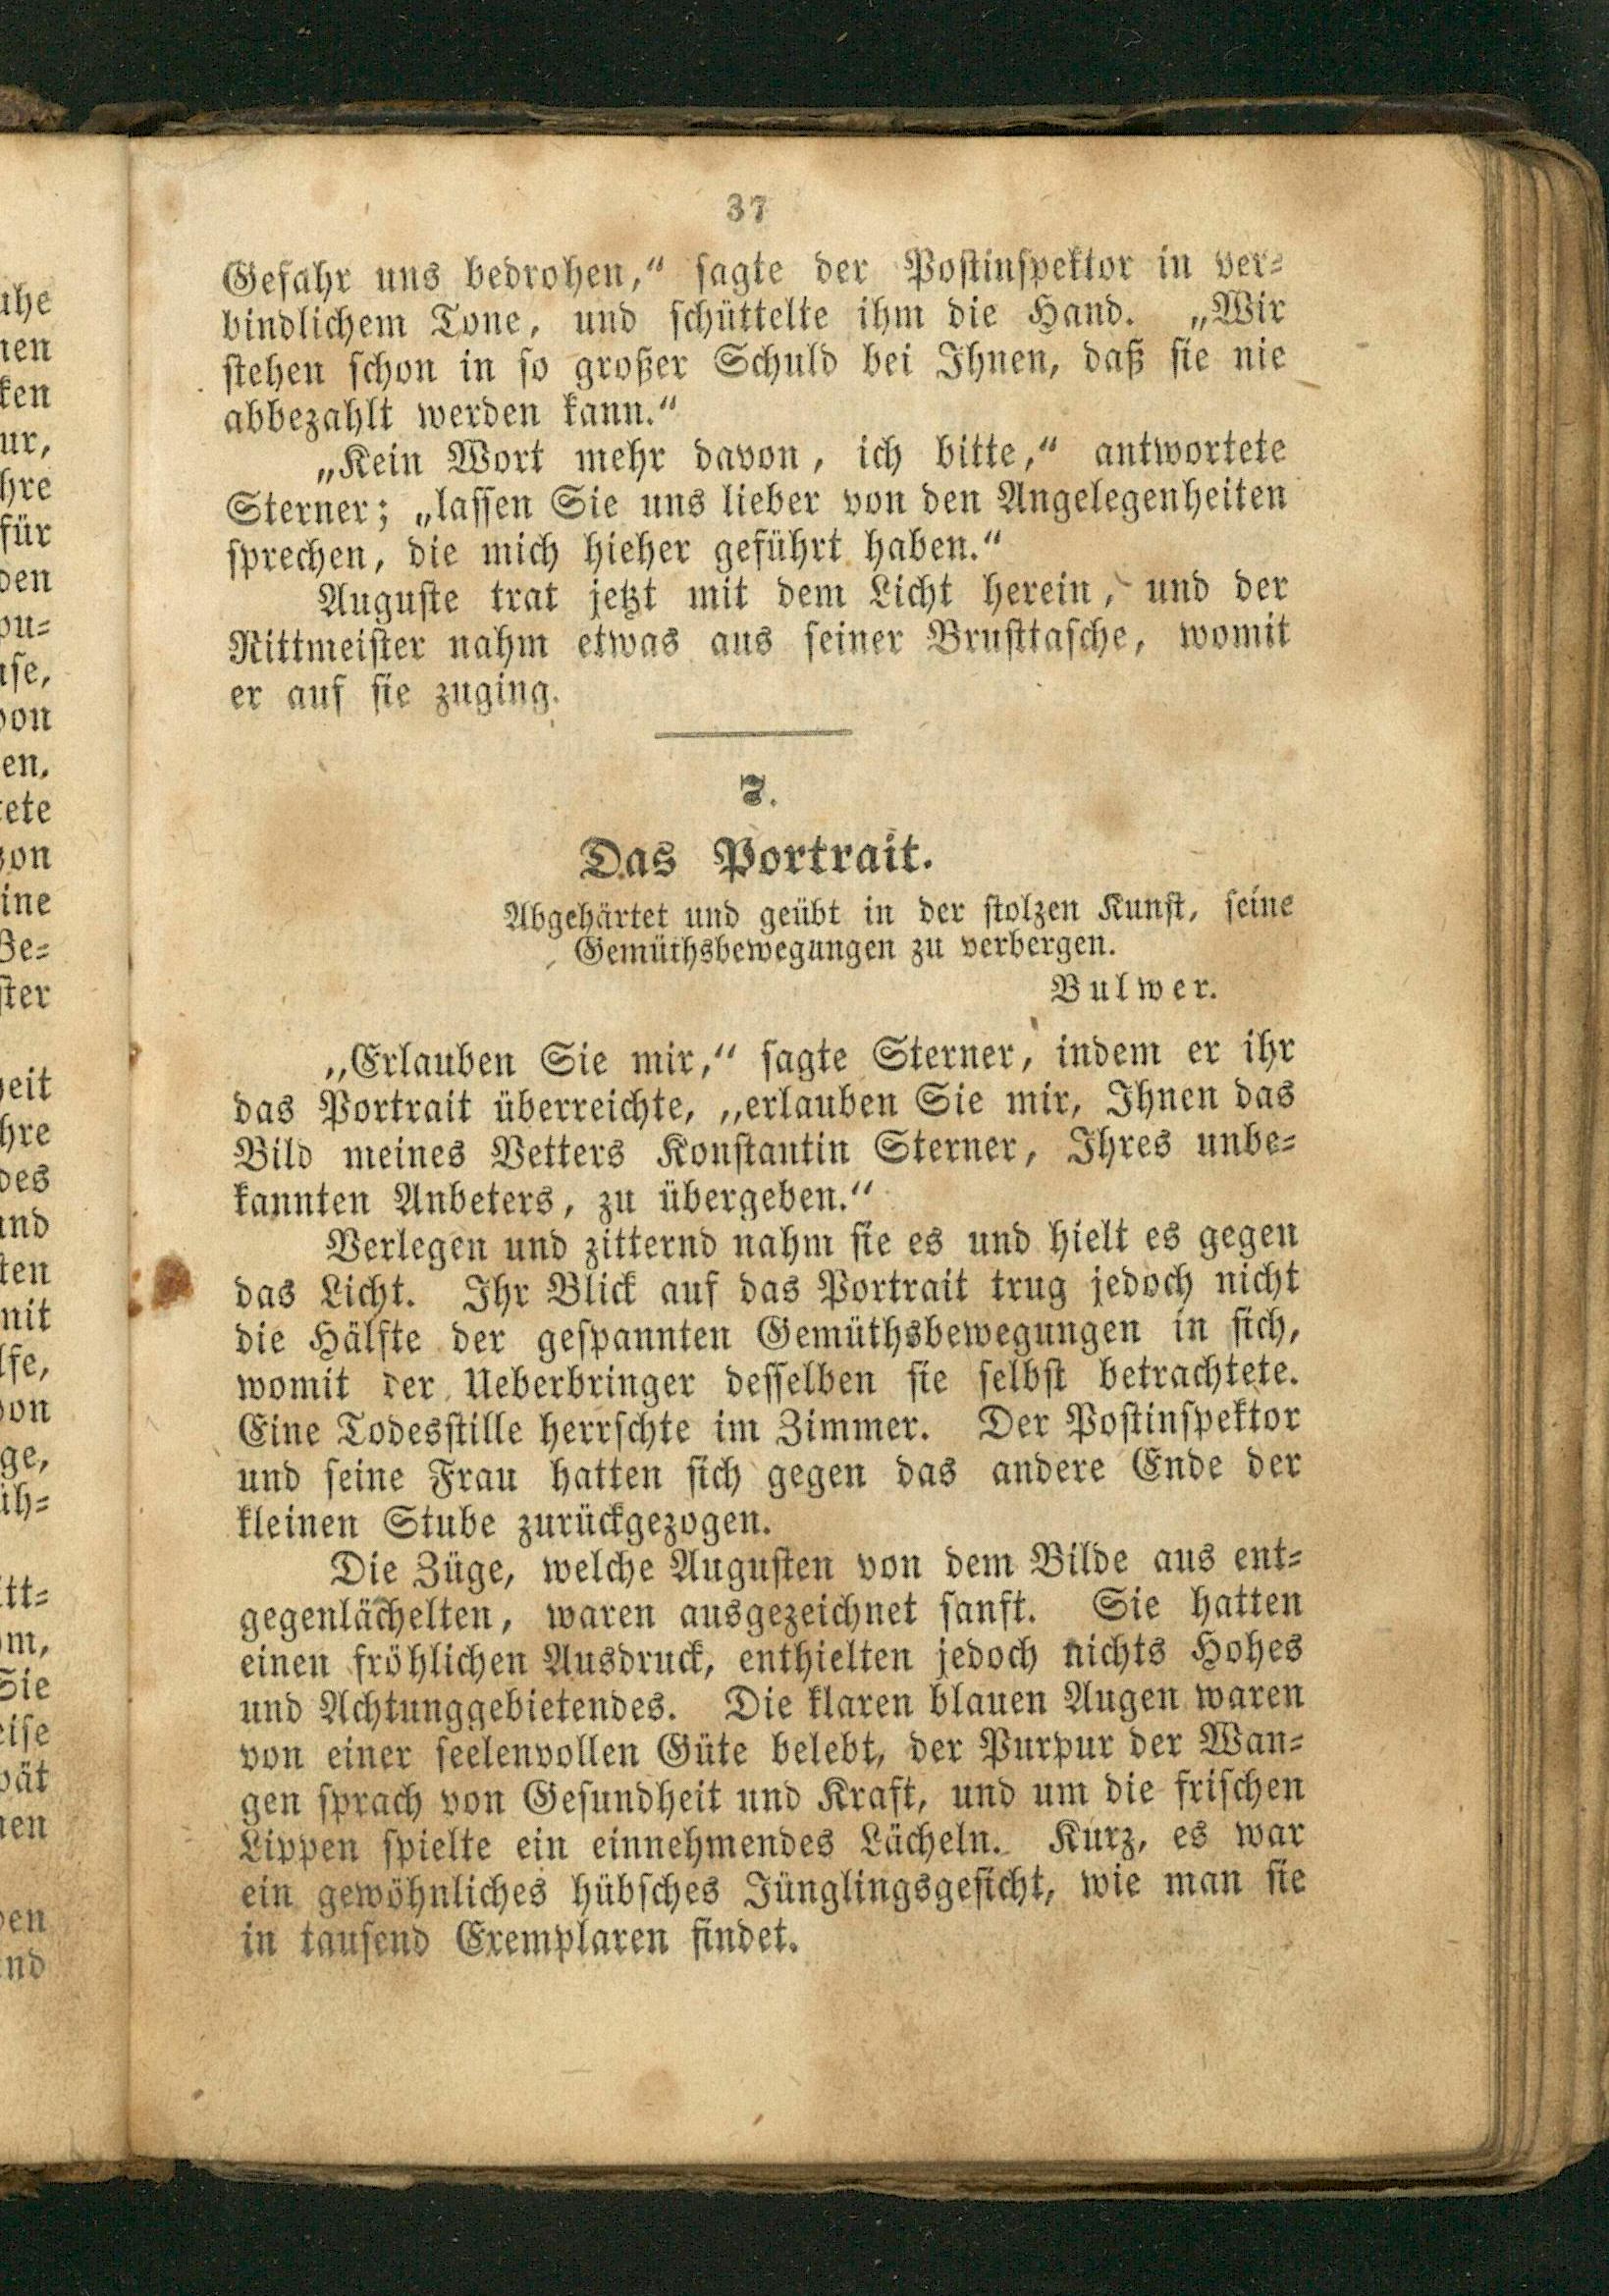 37
Gefahr uns bedrohen,“ sagte der Postinspektor in ver-
bindlichem Tone, und schüttelte ihm die Hand. „Wir
stehen schon in so großer Schuld bei Ihnen, daß sie nie
abbezahlt werden kann.“
„Kein Wort mehr davon, ich bitte,“ antwortete
Sterner; „lassen Sie uns lieber von den Angelegenheiten
sprechen, die mich hieher geführt haben.“
Auguste trat jetzt mit dem Licht herein, und der
Rittmeister nahm etwas aus seiner Brusttasche, womit
er auf sie zuging.
7.
Das Portrait.
Abgehärtet und geübt in der stolzen Kunst, seine
Gemüthsbewegungen zu verbergen.
Bulwer.
„Erlauben Sie mir,“ sagte Sterner, indem er ihr
das Portrait überreichte, „erlauben Sie mir, Ihnen das
Bild meines Vetters Konstantin Sterner, Ihres unbe-
kannten Anbeters, zu übergeben.“
Verlegen und zitternd nahm sie es und hielt es gegen
das Licht. Ihr Blick auf das Portrait trug jedoch nicht
die Hälfte der gespannten Gemüthsbewegungen in sich,
womit der Ueberbringer desselben sie selbst betrachtete.
Eine Todesstille herrschte im Zimmer. Der Postinspektor
und seine Frau hatten sich gegen das andere Ende der
kleinen Stube zurückgezogen.
Die Züge, welche Augusten von dem Bilde aus ent-
gegenlächelten, waren ausgezeichnet sanft. Sie hatten
einen fröhlichen Ausdruck, enthielten jedoch nichts Hohes
und Achtunggebietendes. Die klaren blauen Augen waren
von einer seelenvollen Güte belebt, der Purpur der Wan-
gen sprach von Gesundheit und Kraft, und um die frischen
Lippen spielte ein einnehmendes Lächeln. Kurz, es war
ein gewöhnliches hübsches Jünglingsgesicht, wie man sie
in tausend Exemplaren findet.